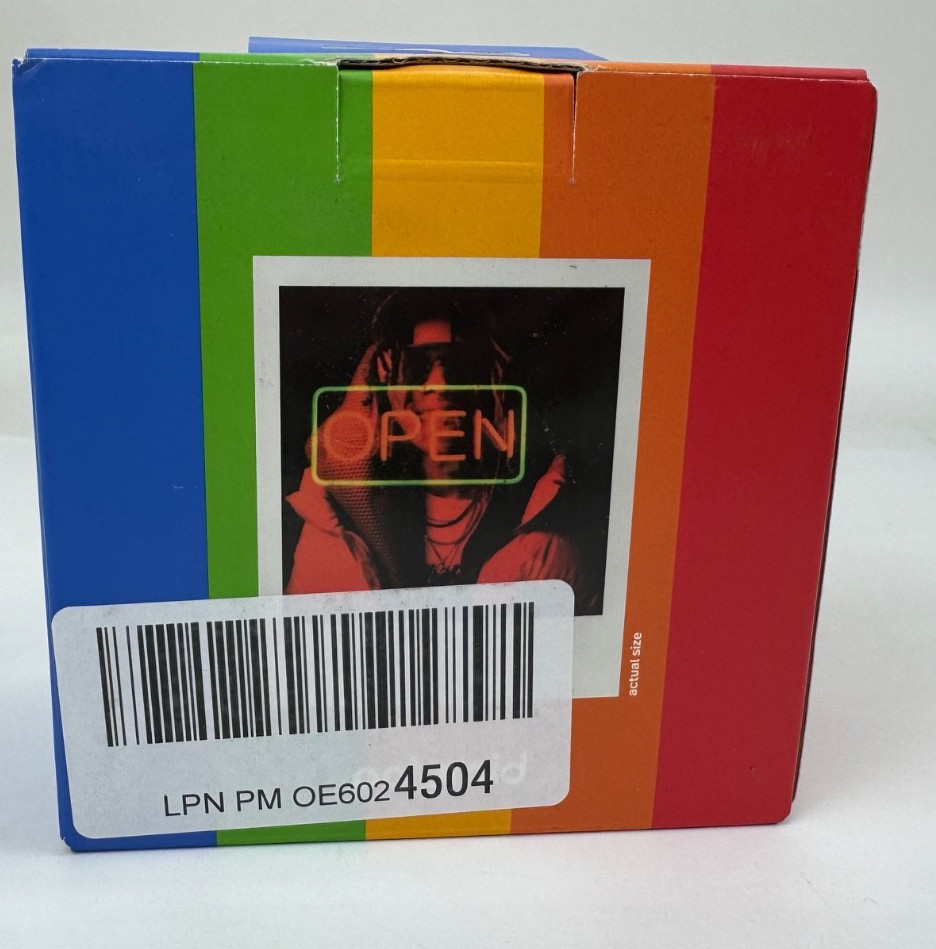 OPEN
actual size
LPN PM OE6024504